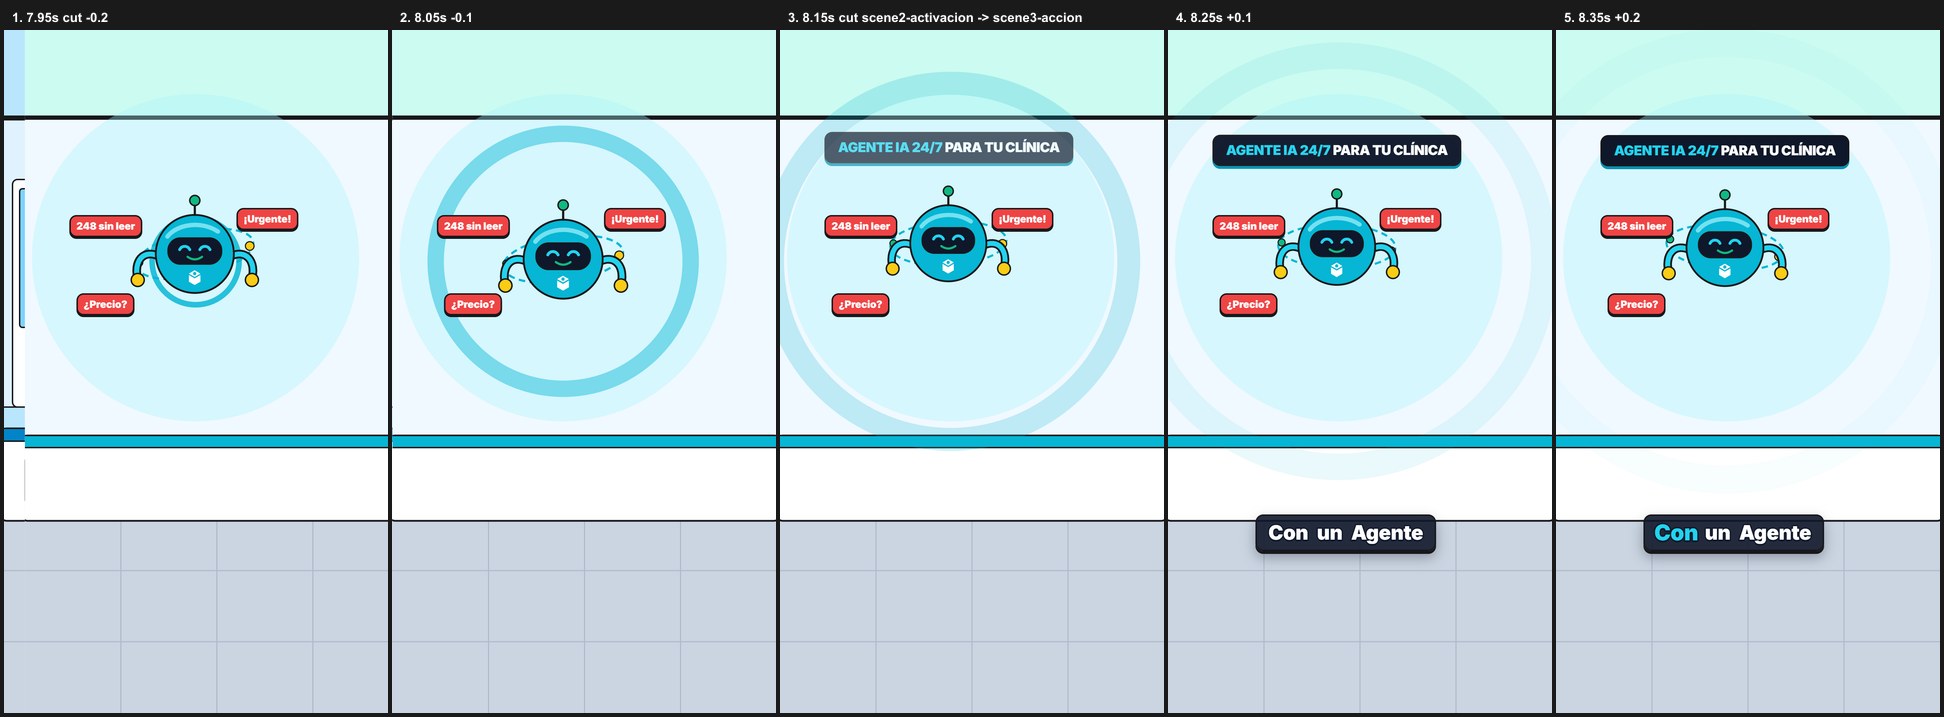 1. 7.95s cut -0.2
248 sin leer
¡Urgente!
¿Precio?
2. 8.05s -0.1
248 sin leer
¡Urgente!
¿Precio?
3. 8.15s cut scene2-activacion -> scene3-accion
AGENTE IA 24/7 PARA TU CLÍNICA
248 sin leer
¡Urgente!
¿Precio?
4. 8.25s +0.1
AGENTE IA 24/7 PARA TU CLÍNICA
248 sin leer
¡Urgente!
¿Precio?
Con un Agente
5. 8.35s +0.2
AGENTE IA 24/7 PARA TU CLÍNICA
248 sin leer
¡Urgente!
¿Precio?
Con un Agente